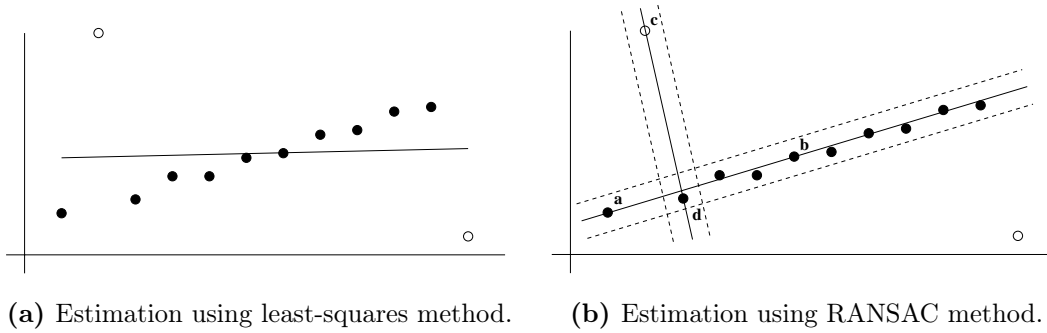 c
b
a
d
(a) Estimation using least-squares method.
(b) Estimation using RANSAC method.